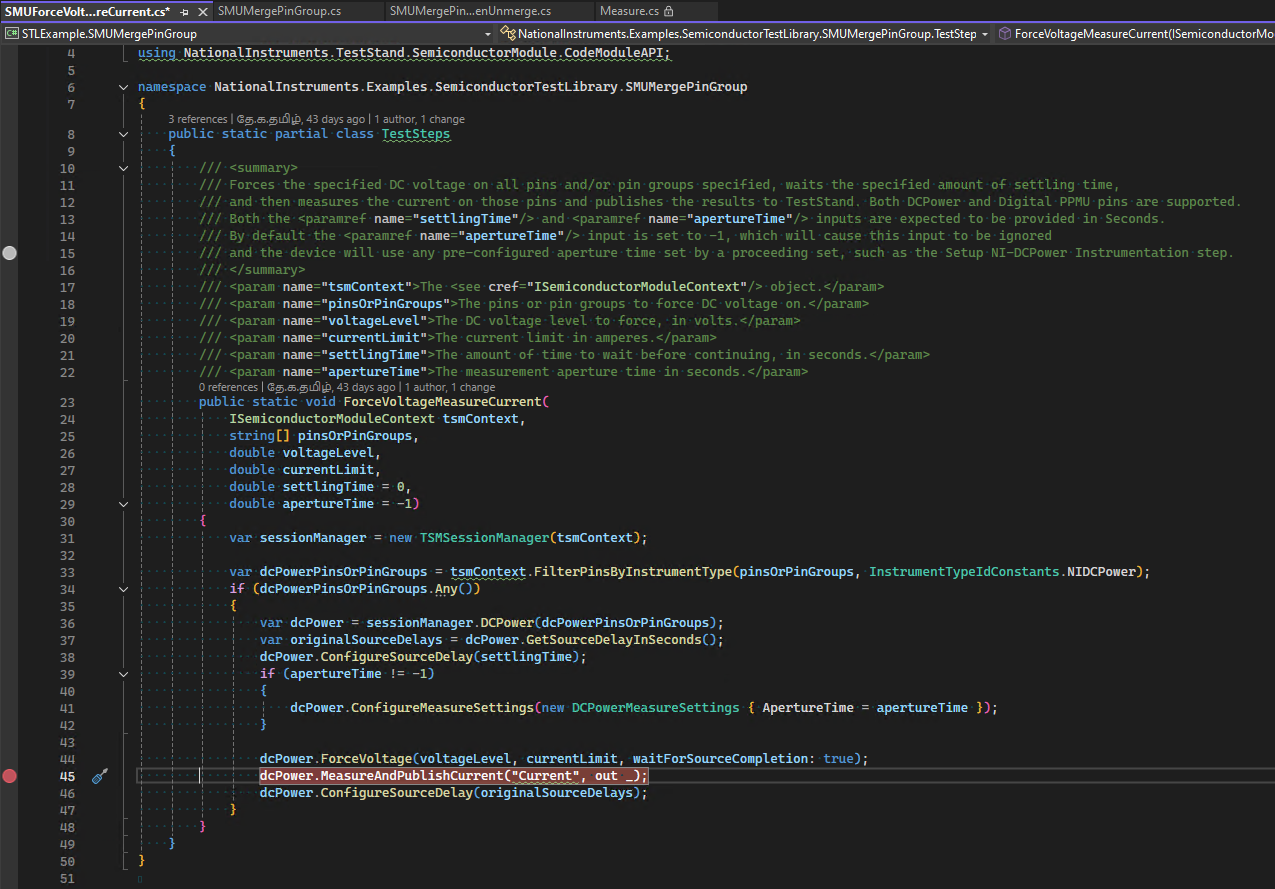 SMUForceVolt...reCurrent.cs* SMUMergePinGroup.cs SMUMergePin...enUnmerge.cs Measure.cs
C# STLExample.SMUMergePinGroup NationalInstruments.Examples.SemiconductorTestLibrary.SMUMergePinGroup.TestStep ForceVoltageMeasureCurrent(ISemiconductorMo
4 using NationalInstruments.TestStand.SemiconductorModule.CodeModuleAPI;
5
6 namespace NationalInstruments.Examples.SemiconductorTestLibrary.SMUMergePinGroup
7 {
3 references | தே.க.தமிழ், 43 days ago | 1 author, 1 change
8 public static partial class TestSteps
9 {
10 /// <summary>
11 /// Forces the specified DC voltage on all pins and/or pin groups specified, waits the specified amount of settling time,
12 /// and then measures the current on those pins and publishes the results to TestStand. Both DCPower and Digital PPMU pins are supported.
13 /// Both the <paramref name="settlingTime"/> and <paramref name="apertureTime"/> inputs are expected to be provided in Seconds.
14 /// By default the <paramref name="apertureTime"/> input is set to -1, which will cause this input to be ignored
15 /// and the device will use any pre-configured aperture time set by a proceeding set, such as the Setup NI-DCPower Instrumentation step.
16 /// </summary>
17 /// <param name="tsmContext">The <see cref="ISemiconductorModuleContext"/> object.</param>
18 /// <param name="pinsOrPinGroups">The pins or pin groups to force DC voltage on.</param>
19 /// <param name="voltageLevel">The DC voltage level to force, in volts.</param>
20 /// <param name="currentLimit">The current limit in amperes.</param>
21 /// <param name="settlingTime">The amount of time to wait before continuing, in seconds.</param>
22 /// <param name="apertureTime">The measurement aperture time in seconds.</param>
0 references | தே.க.தமிழ், 43 days ago | 1 author, 1 change
23 public static void ForceVoltageMeasureCurrent(
24 ISemiconductorModuleContext tsmContext,
25 string[] pinsOrPinGroups,
26 double voltageLevel,
27 double currentLimit,
28 double settlingTime = 0,
29 double apertureTime = -1)
30 {
31 var sessionManager = new TSMSessionManager(tsmContext);
32
33 var dcPowerPinsOrPinGroups = tsmContext.FilterPinsByInstrumentType(pinsOrPinGroups, InstrumentTypeIdConstants.NIDCPower);
34 if (dcPowerPinsOrPinGroups.Any())
35 {
36 var dcPower = sessionManager.DCPower(dcPowerPinsOrPinGroups);
37 var originalSourceDelays = dcPower.GetSourceDelayInSeconds();
38 dcPower.ConfigureSourceDelay(settlingTime);
39 if (apertureTime != -1)
40 {
41 dcPower.ConfigureMeasureSettings(new DCPowerMeasureSettings { ApertureTime = apertureTime });
42 }
43
44 dcPower.ForceVoltage(voltageLevel, currentLimit, waitForSourceCompletion: true);
45 dcPower.MeasureAndPublishCurrent("Current", out _);
46 dcPower.ConfigureSourceDelay(originalSourceDelays);
47 }
48 }
49 }
50 }
51